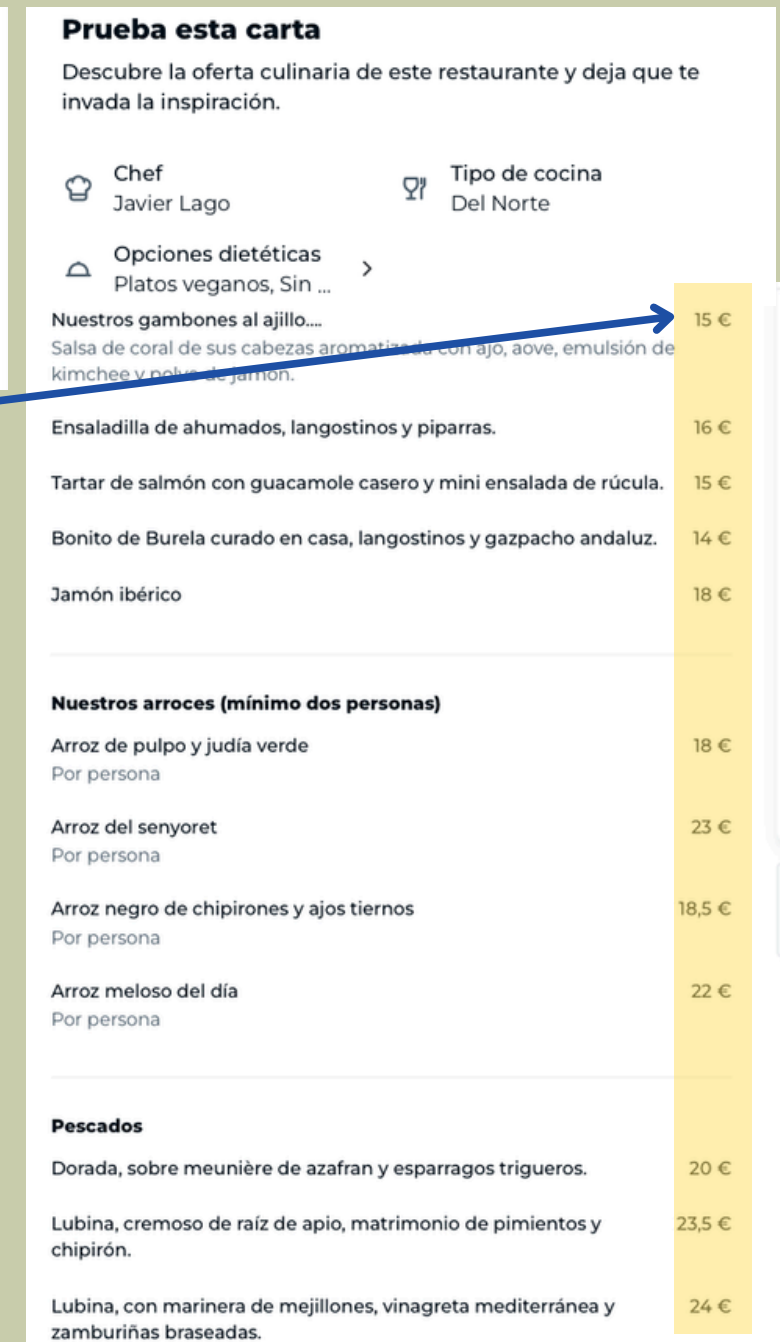 Prueba esta carta
Descubre la oferta culinaria de este restaurante y deja que te
invada la inspiración.
Chef
Javier Lago
Tipo de cocina
Del Norte
Opciones dietéticas
Platos veganos, Sin ...
Nuestros gambones al ajillo.... 15 €
Salsa de coral de sus cabezas aromatizada con ajo, aove, emulsión de
kimchee y polvo de jamón.
Ensaladilla de ahumados, langostinos y piparras. 16 €
Tartar de salmón con guacamole casero y mini ensalada de rúcula. 15 €
Bonito de Burela curado en casa, langostinos y gazpacho andaluz. 14 €
Jamón ibérico 18 €
Nuestros arroces (mínimo dos personas)
Arroz de pulpo y judía verde 18 €
Por persona
Arroz del senyoret 23 €
Por persona
Arroz negro de chipirones y ajos tiernos 18,5 €
Por persona
Arroz meloso del día 22 €
Por persona
Pescados
Dorada, sobre meunière de azafran y esparragos trigueros. 20 €
Lubina, cremoso de raíz de apio, matrimonio de pimientos y 23,5 €
chipirón.
Lubina, con marinera de mejillones, vinagreta mediterránea y 24 €
zamburiñas braseadas.